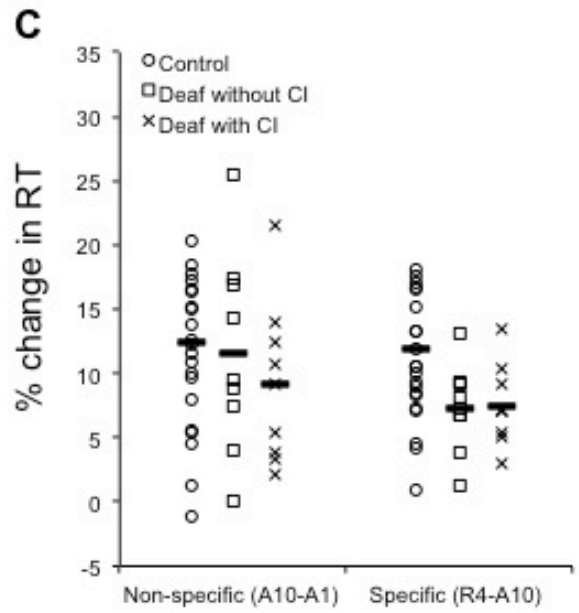 C
35
30
25
20
15
10
5
0
-5
% change in RT
Control
Deaf without CI
Deaf with CI
Non-specific (A10-A1)
Specific (R4-A10)